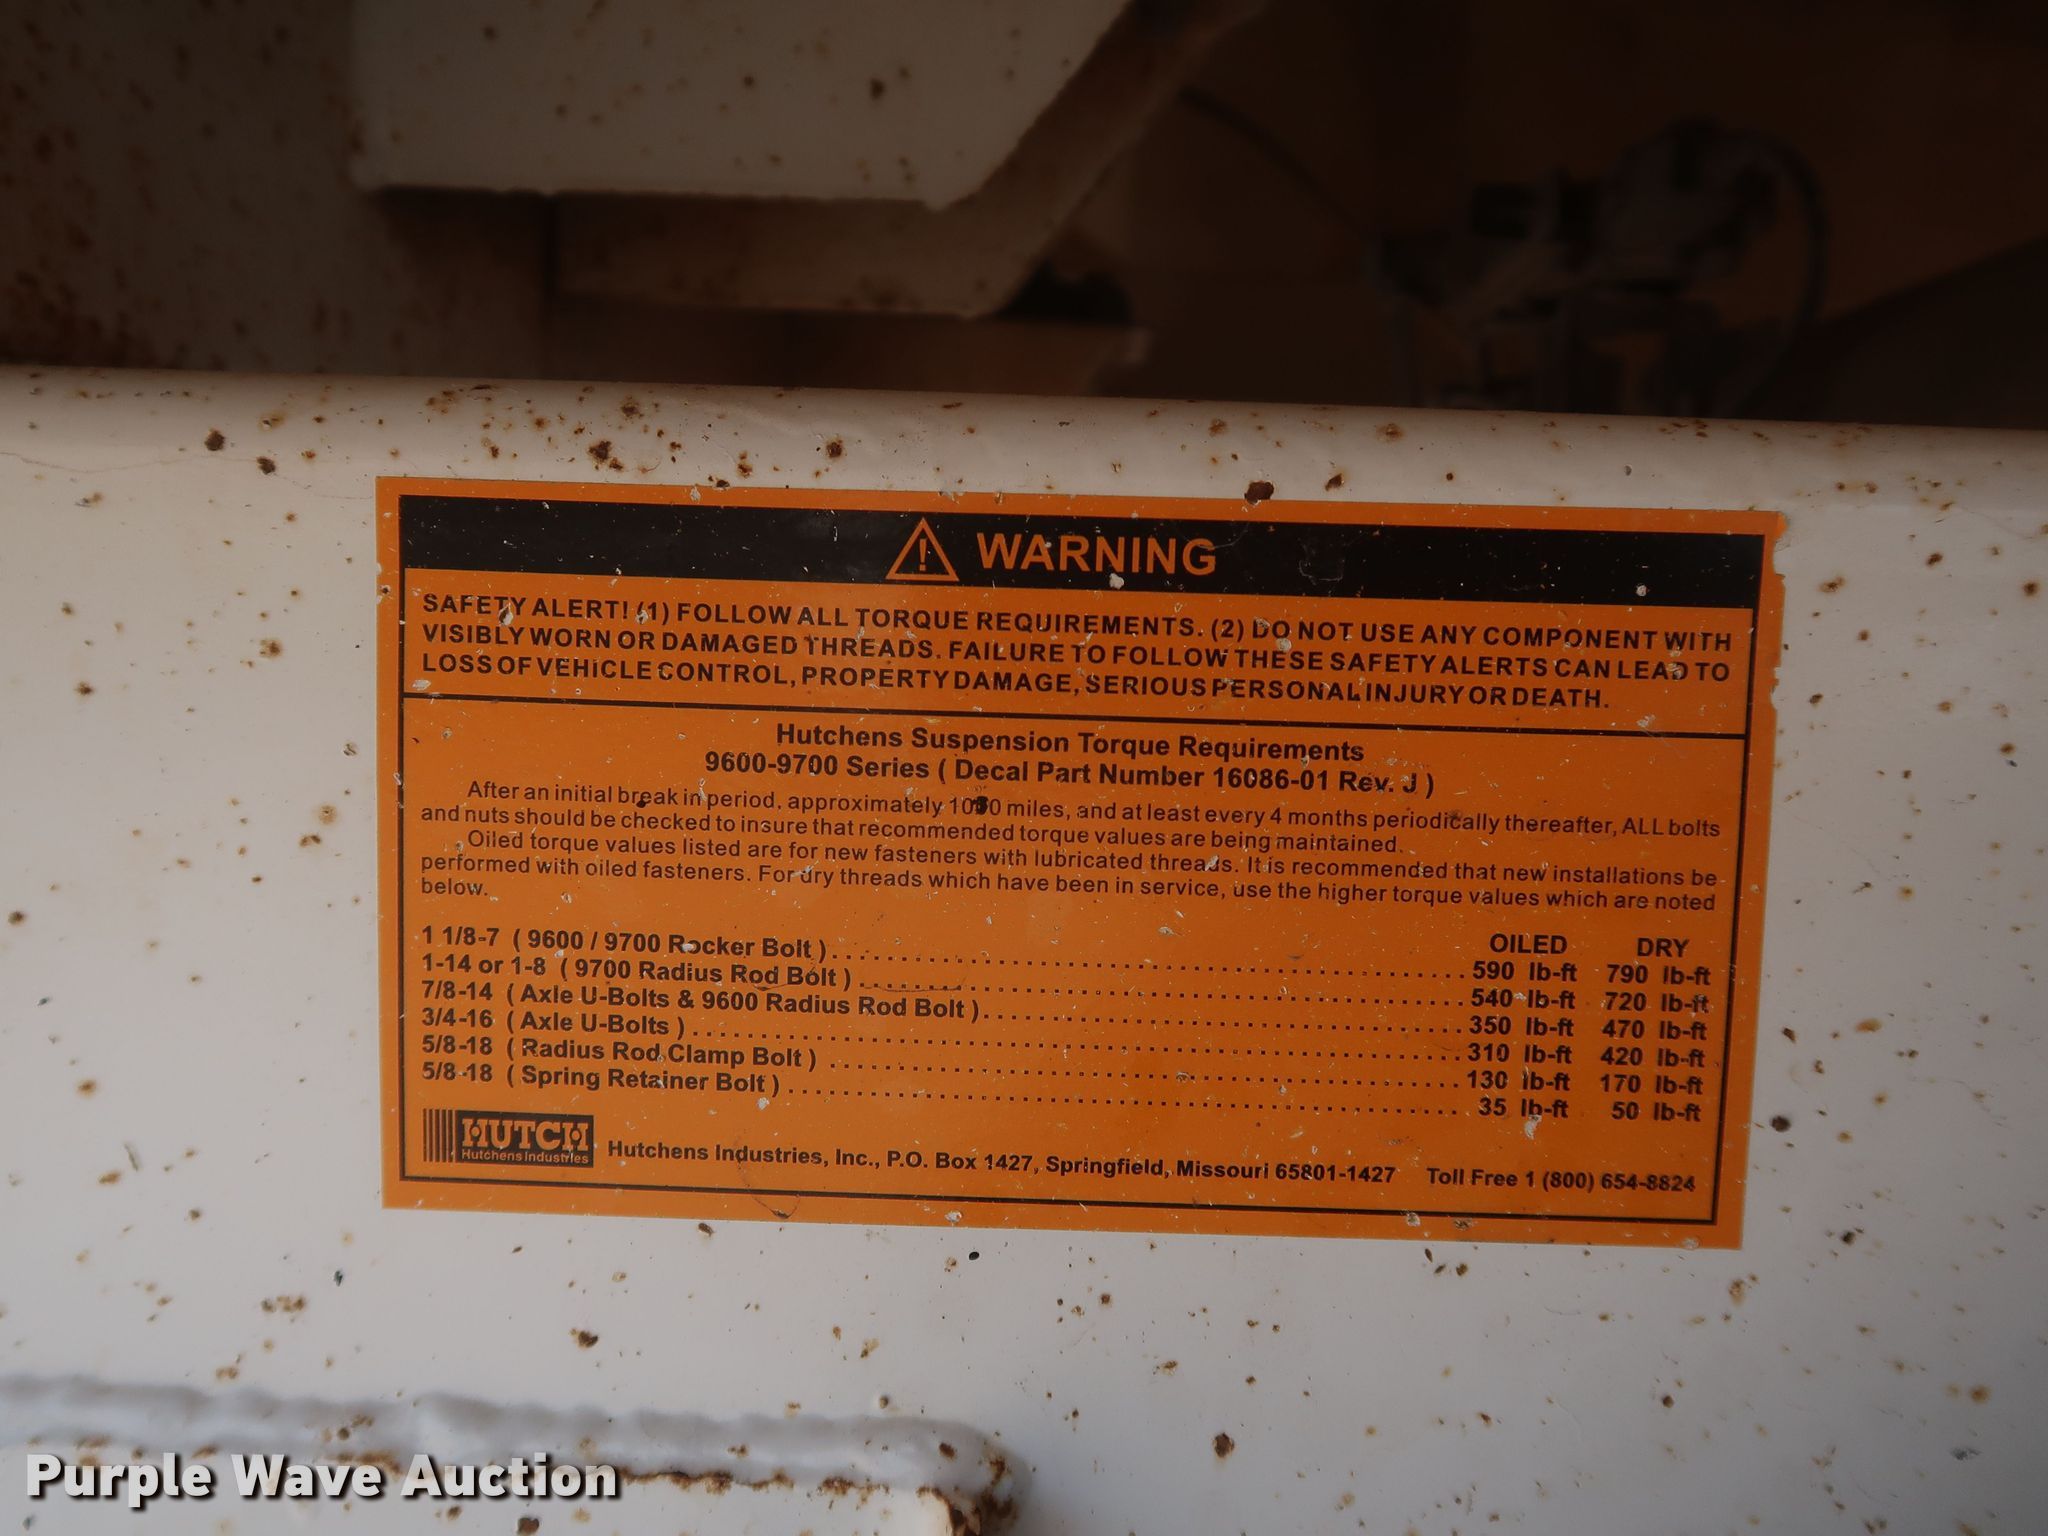 WARNING
SAFETY ALERT! (1) FOLLOW ALL TORQUE REQUIREMENTS. (2) DO NOT USE ANY COMPONENT WITH
VISIBLY WORN OR DAMAGED THREADS. FAILURE TO FOLLOW THESE SAFETY ALERTS CAN LEAD TO
LOSS OF VEHICLE CONTROL, PROPERTY DAMAGE, SERIOUS PERSONAL INJURY OR DEATH.
Hutchens Suspension Torque Requirements
9600-9700 Series ( Decal Part Number 16086-01 Rev. J )
After an initial break in period, approximately 1000 miles, and at least every 4 months periodically thereafter, ALL bolts
and nuts should be checked to insure that recommended torque values are being maintained.
Oiled torque values listed are for new fasteners with lubricated threads. It is recommended that new installations be
performed with oiled fasteners. For dry threads which have been in service, use the higher torque values which are noted
below.
OILED DRY
1 1/8-7 ( 9600 / 9700 Rocker Bolt ) 590 lb-ft 790 lb-ft
1-14 or 1-8 ( 9700 Radius Rod Bolt ) 540 lb-ft 720 lb-ft
7/8-14 ( Axle U-Bolts & 9600 Radius Rod Bolt ) 350 lb-ft 470 lb-ft
3/4-16 ( Axle U-Bolts ) 310 lb-ft 420 lb-ft
5/8-18 ( Radius Rod Clamp Bolt ) 130 lb-ft 170 lb-ft
5/8-18 ( Spring Retainer Bolt ) 35 lb-ft 50 lb-ft
HUTCH
Hutchens Industries
Hutchens Industries, Inc., P.O. Box 1427, Springfield, Missouri 65801-1427 Toll Free 1 (800) 654-8824
Purple Wave Auction